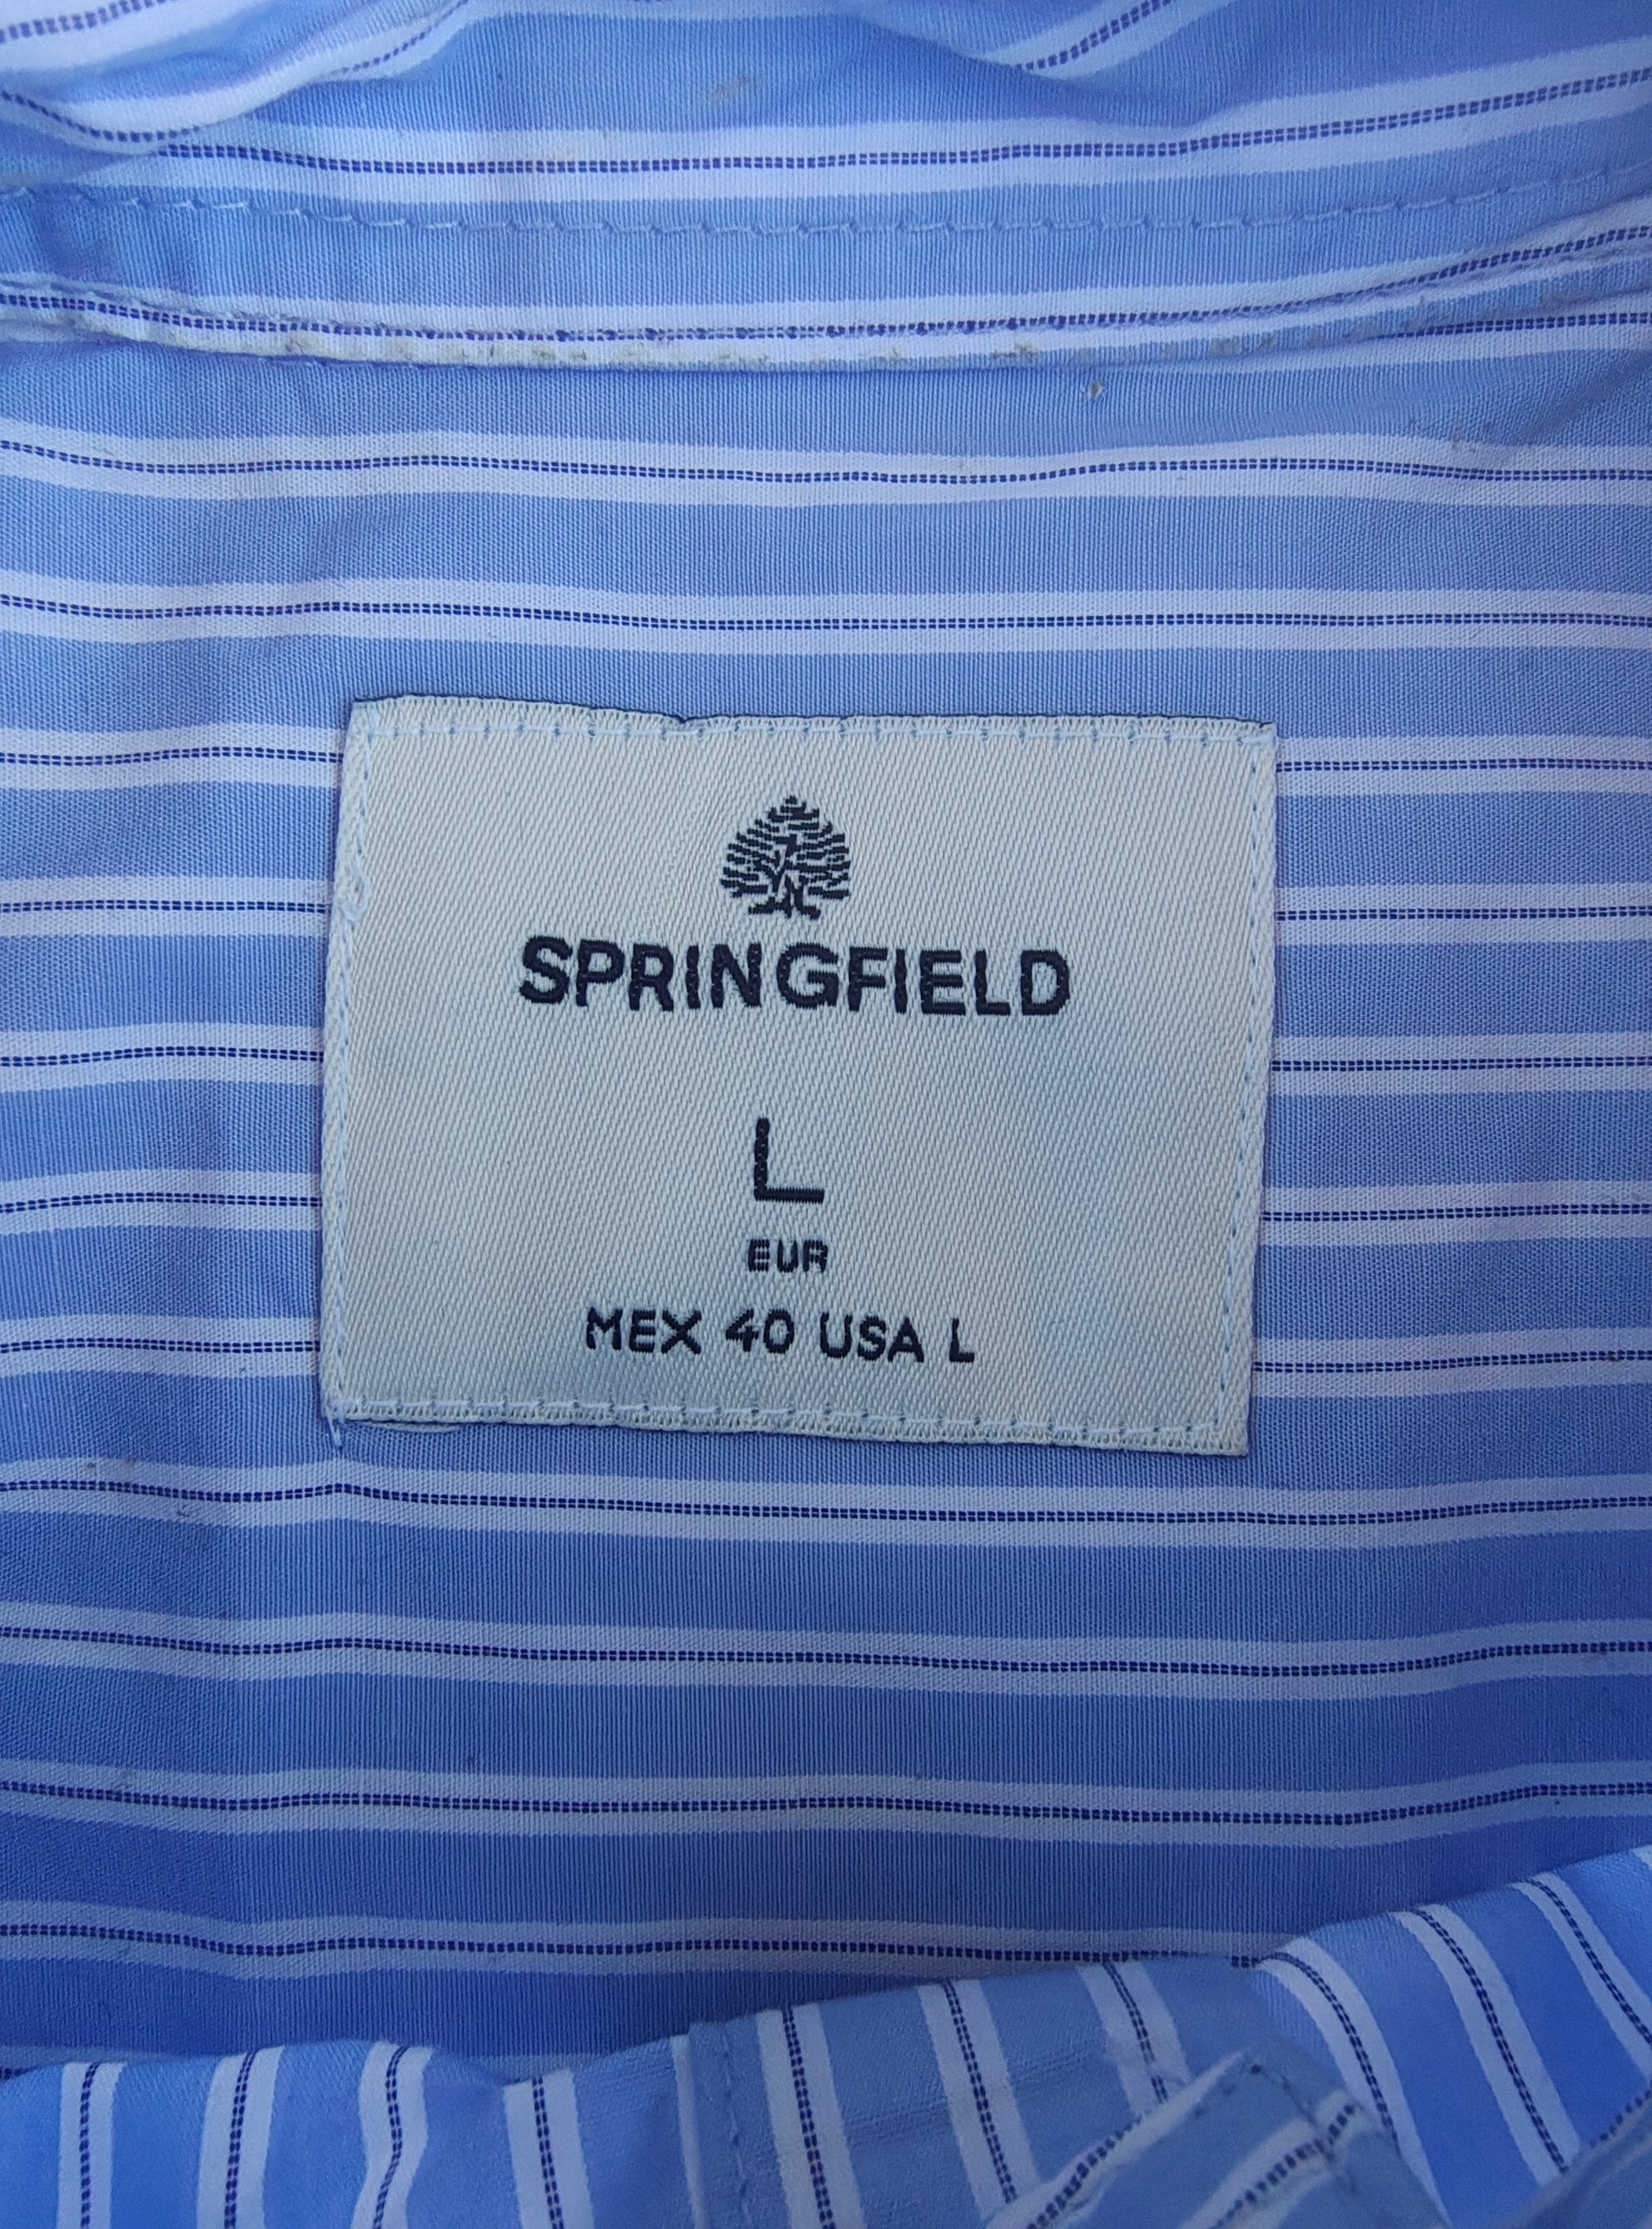 SPRINGFIELD
L
EUR
MEX 40 USA L